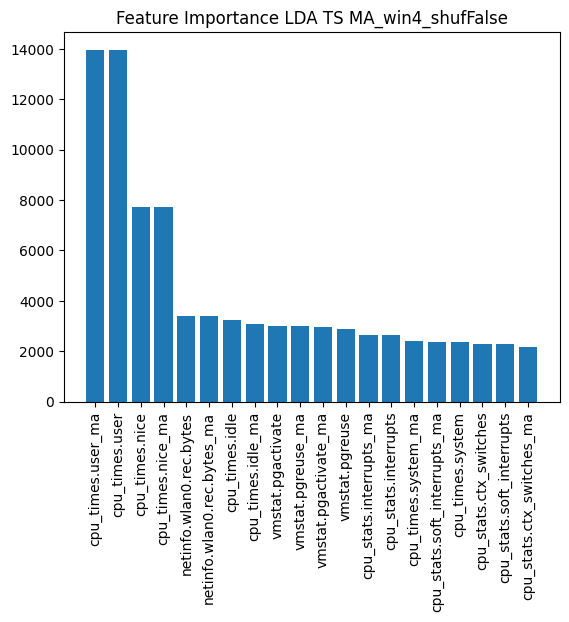 Feature Importance LDA TS MA_win4_shufFalse
14000
12000
10000
8000
6000
4000
2000
0
cpu_times.user_ma
cpu_times.user
cpu_times.nice
cpu_times.nice_ma
netinfo.wlan0.rec.bytes
netinfo.wlan0.rec.bytes_ma
cpu_times.idle
cpu_times.idle_ma
vmstat.pgactivate
vmstat.pgreuse_ma
vmstat.pgactivate_ma
vmstat.pgreuse
cpu_stats.interrupts_ma
cpu_stats.interrupts
cpu_times.system_ma
cpu_stats.soft_interrupts_ma
cpu_times.system
cpu_stats.ctx_switches
cpu_stats.soft_interrupts
cpu_stats.ctx_switches_ma